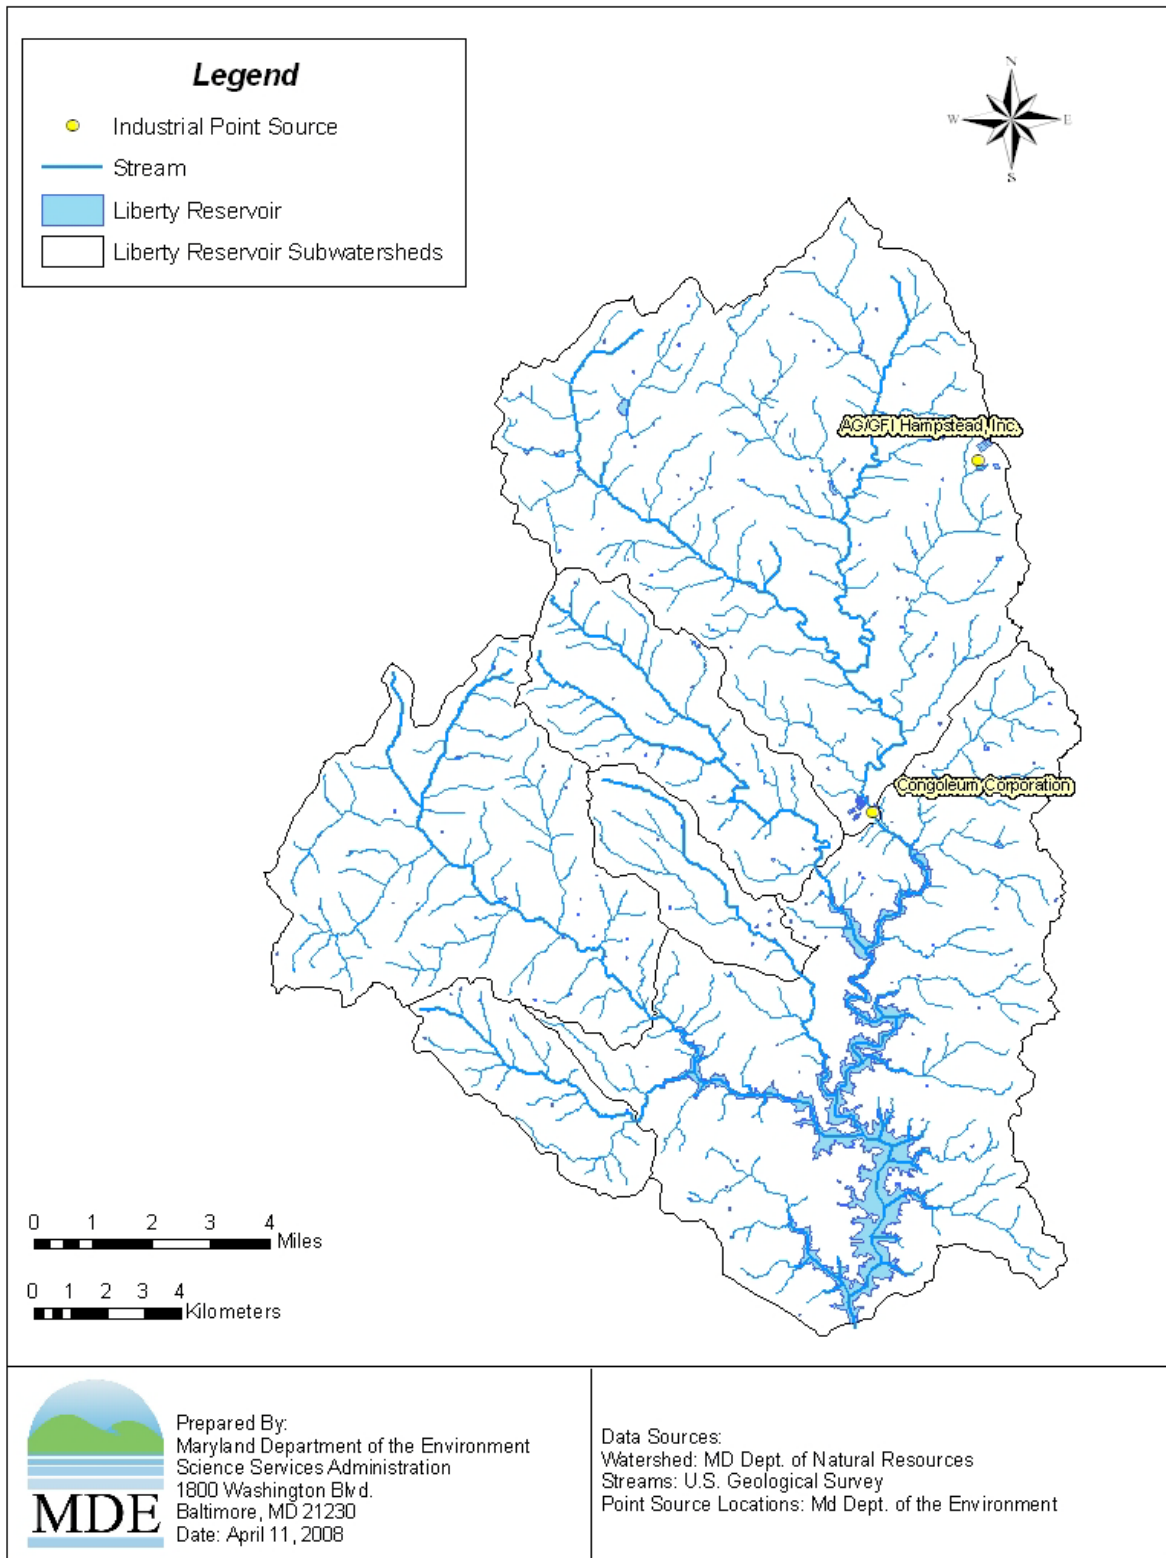 Legend
Industrial Point Source
Stream
Liberty Reservoir
Liberty Reservoir Subwatersheds
N
W E
S
AG/GFI Hampstead, Inc.
Congoleum Corporation
0 1 2 3 4
Miles
0 1 2 3 4
Kilometers
MDE
Prepared By:
Maryland Department of the Environment
Science Services Administration
1800 Washington Blvd.
Baltimore, MD 21230
Date: April 11, 2008
Data Sources:
Watershed: MD Dept. of Natural Resources
Streams: U.S. Geological Survey
Point Source Locations: Md Dept. of the Environment